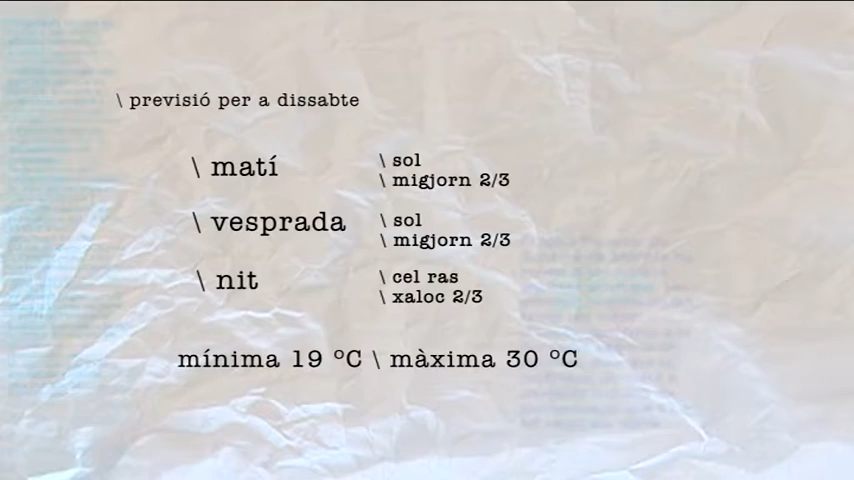 \ previsió per a dissabte
\ matí
\ sol
\ migjorn 2/3
\ vesprada
\ sol
\ migjorn 2/3
\ nit
\ cel ras
\ xaloc 2/3
mínima 19 ºC \ màxima 30 ºC